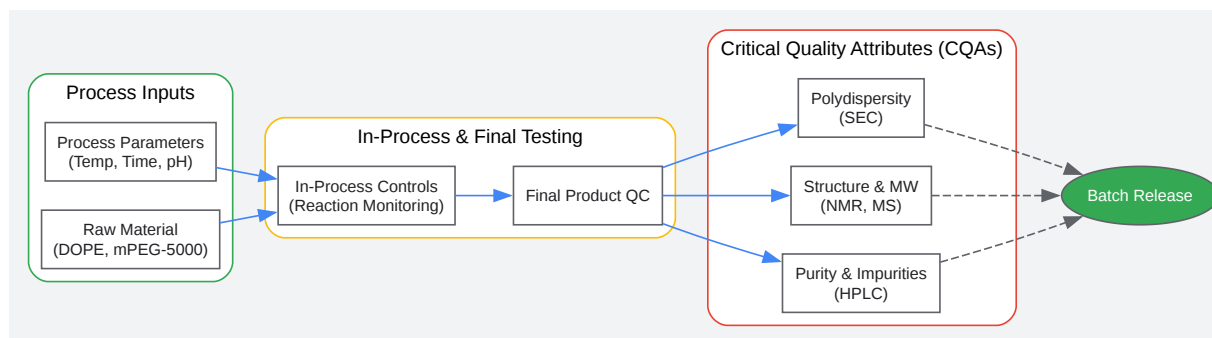 Process Inputs
Process Parameters
(Temp, Time, pH)
Raw Material
(DOPE, mPEG-5000)
In-Process & Final Testing
In-Process Controls
(Reaction Monitoring)
Final Product QC
Critical Quality Attributes (CQAs)
Polydispersity
(SEC)
Structure & MW
(NMR, MS)
Purity & Impurities
(HPLC)
Batch Release